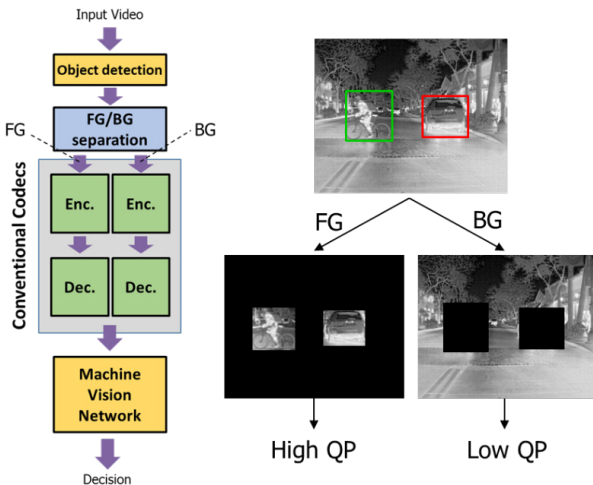 Input Video
Object detection
FG/BG
separation
FG
BG
Conventional Codecs
Enc.
Enc.
Dec.
Dec.
Machine
Vision
Network
Decision
FG
BG
High QP
Low QP